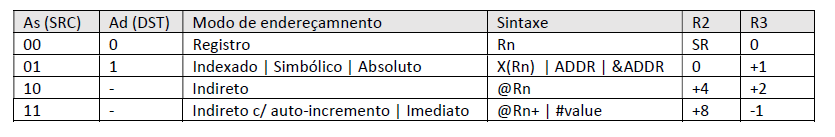 As (SRC) Ad (DST) Modo de endereçamnento Sintaxe R2 R3
00 0 Registro Rn SR 0
01 1 Indexado | Simbólico | Absoluto X(Rn) | ADDR | &ADDR 0 +1
10 - Indireto @Rn +4 +2
11 - Indireto c/ auto-incremento | Imediato @Rn+ | #value +8 -1